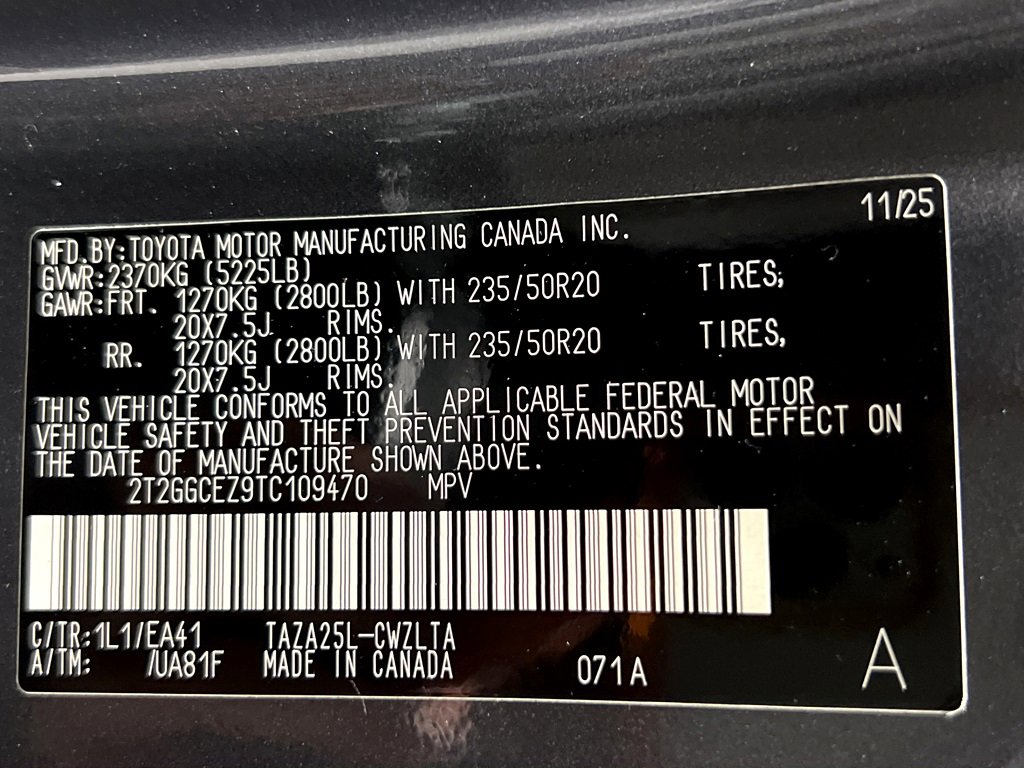 11/25
MFD.BY:TOYOTA MOTOR MANUFACTURING CANADA INC.
GVWR:2370KG (5225LB)
GAWR:FRT. 1270KG (2800LB) WITH 235/50R20 TIRES,
20X7.5J RIMS.
RR. 1270KG (2800LB) WITH 235/50R20 TIRES,
20X7.5J RIMS.
THIS VEHICLE CONFORMS TO ALL APPLICABLE FEDERAL MOTOR
VEHICLE SAFETY AND THEFT PREVENTION STANDARDS IN EFFECT ON
THE DATE OF MANUFACTURE SHOWN ABOVE.
2T2GGCEZ9TC109470 MPV
C/TR:1L1/EA41 TAZA25L-CWZLTA
A/TM: /UA81F MADE IN CANADA 071A A